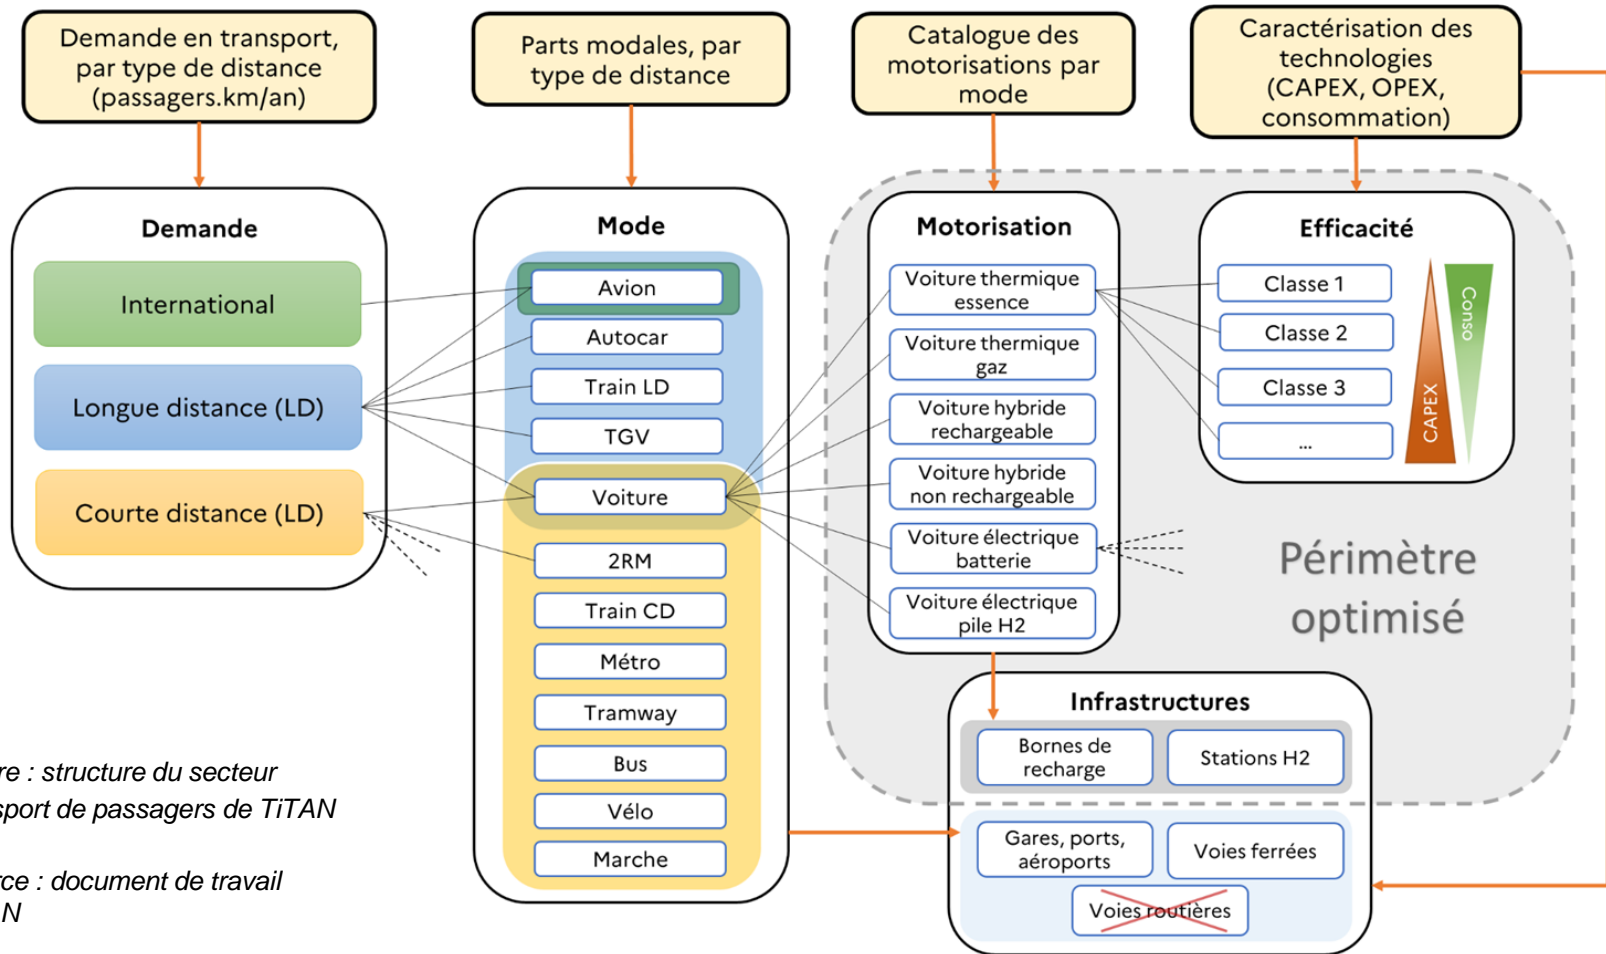 Demande en transport,
par type de distance
(passagers.km/an)
Parts modales, par
type de distance
Catalogue des
motorisations par
mode
Caractérisation des
technologies
(CAPEX, OPEX,
consommation)
Demande
International
Longue distance (LD)
Courte distance (LD)
Mode
Avion
Autocar
Train LD
TGV
Voiture
2RM
Train CD
Métro
Tramway
Bus
Vélo
Marche
Motorisation
Voiture thermique
essence
Voiture thermique
gaz
Voiture hybride
rechargeable
Voiture hybride
non rechargeable
Voiture électrique
batterie
Voiture électrique
pile H2
Efficacité
Classe 1
Classe 2
Classe 3
...
CAPEX
Conso
Périmètre
optimisé
Infrastructures
Bornes de
recharge
Stations H2
Gares, ports,
aéroports
Voies ferrées
Voies routières
re : structure du secteur
sport de passagers de TiTAN
rce : document de travail
N